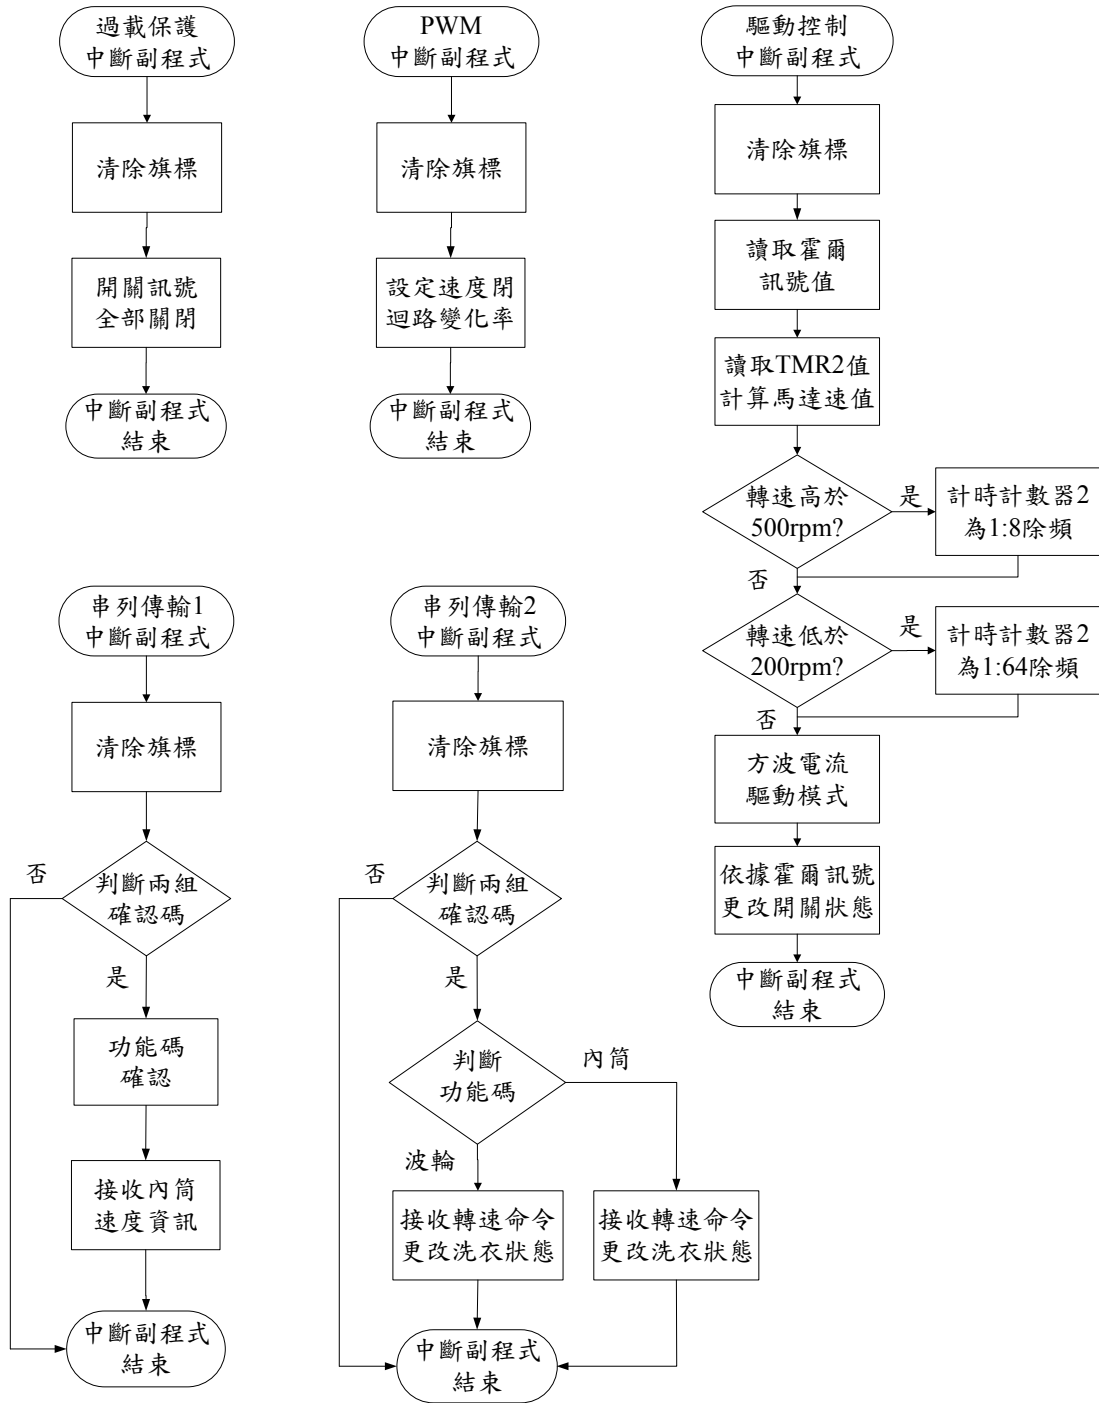 過載保護
中斷副程式
清除旗標
開關訊號
全部關閉
中斷副程式
結束
PWM
中斷副程式
清除旗標
設定速度閉
迴路變化率
中斷副程式
結束
驅動控制
中斷副程式
清除旗標
讀取霍爾
訊號值
讀取TMR2值
計算馬達速值
轉速高於
500rpm?
是
計時計數器2
為1:8除頻
否
轉速低於
200rpm?
是
計時計數器2
為1:64除頻
否
方波電流
驅動模式
依據霍爾訊號
更改開關狀態
中斷副程式
結束
串列傳輸1
中斷副程式
清除旗標
否
判斷兩組
確認碼
是
功能碼
確認
接收內筒
速度資訊
中斷副程式
結束
串列傳輸2
中斷副程式
清除旗標
否
判斷兩組
確認碼
是
判斷
功能碼
內筒
波輪
接收轉速命令
更改洗衣狀態
接收轉速命令
更改洗衣狀態
中斷副程式
結束